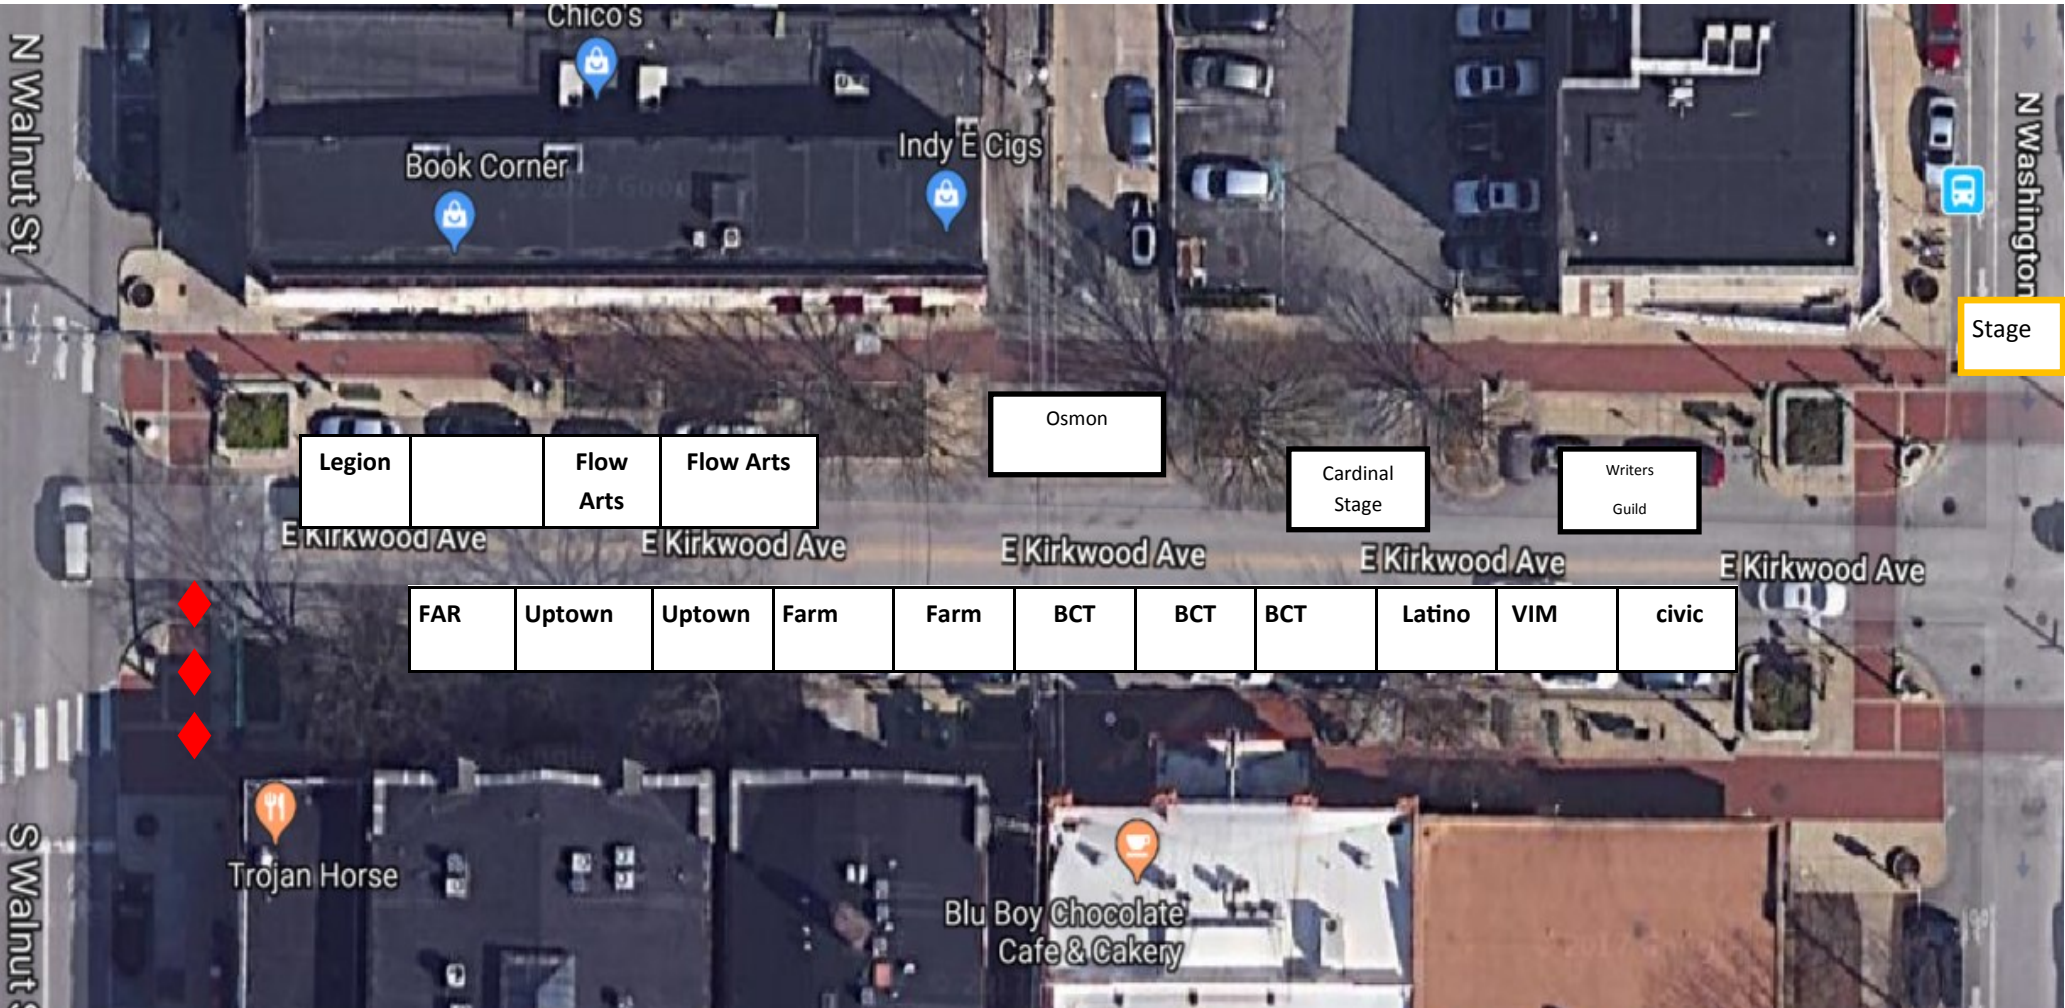 Chico's
N Walnut St
Book Corner
Indy E Cigs
N Washington
Stage
Osmon
Legion
Flow
Arts
Flow Arts
Cardinal
Stage
Writers
Guild
E Kirkwood Ave
E Kirkwood Ave
E Kirkwood Ave
E Kirkwood Ave
E Kirkwood Ave
FAR
Uptown
Uptown
Farm
Farm
BCT
BCT
BCT
Latino
VIM
civic
Trojan Horse
S Walnut S
Blu Boy Chocolate
Cafe & Cakery